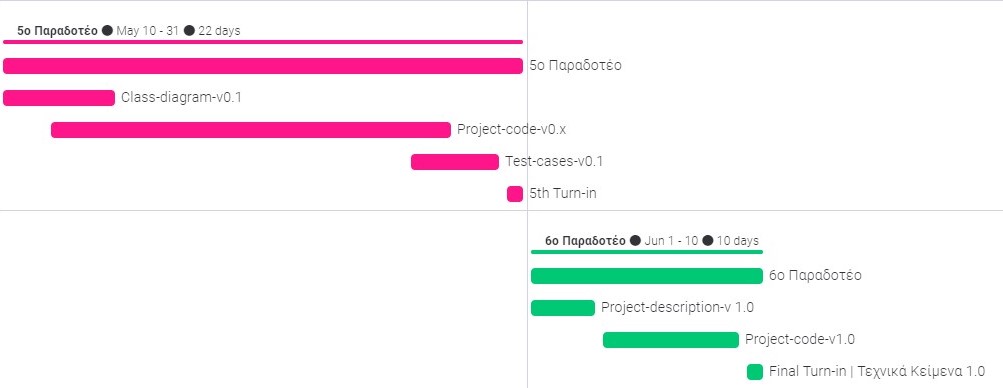 5ο Παραδοτέο ● May 10 - 31 ● 22 days
5ο Παραδοτέο
Class-diagram-v0.1
Project-code-v0.x
Test-cases-v0.1
5th Turn-in
6ο Παραδοτέο ● Jun 1 - 10 ● 10 days
6ο Παραδοτέο
Project-description-v 1.0
Project-code-v1.0
Final Turn-in | Τεχνικά Κείμενα 1.0